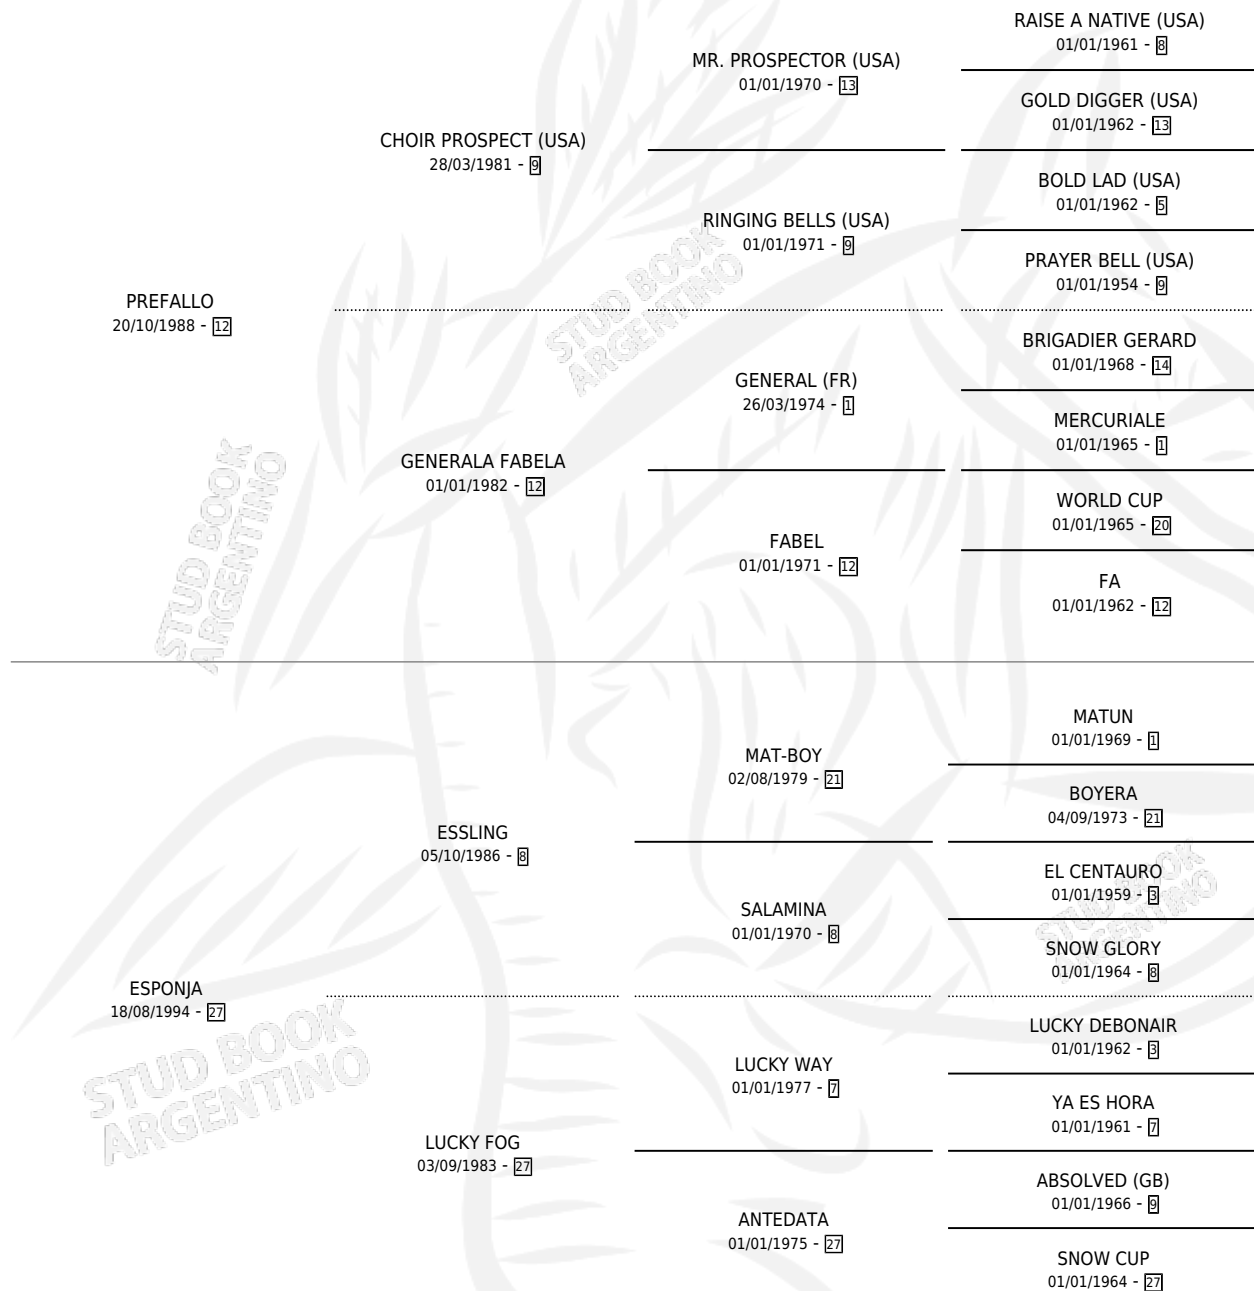 RAISE A NATIVE (USA)
01/01/1961 - 8
MR. PROSPECTOR (USA)
01/01/1970 - 13
GOLD DIGGER (USA)
01/01/1962 - 13
CHOIR PROSPECT (USA)
28/03/1981 - 9
BOLD LAD (USA)
01/01/1962 - 5
RINGING BELLS (USA)
01/01/1971 - 9
PRAYER BELL (USA)
01/01/1954 - 9
PREFALLO
20/10/1988 - 12
BRIGADIER GERARD
01/01/1968 - 14
GENERAL (FR)
26/03/1974 - 1
MERCURIALE
01/01/1965 - 1
GENERALA FABELA
01/01/1982 - 12
WORLD CUP
01/01/1965 - 20
FABEL
01/01/1971 - 12
FA
01/01/1962 - 12
MATUN
01/01/1969 - 1
MAT-BOY
02/08/1979 - 21
BOYERA
04/09/1973 - 21
ESSLING
05/10/1986 - 8
EL CENTAURO
01/01/1959 - 3
SALAMINA
01/01/1970 - 8
SNOW GLORY
01/01/1964 - 8
ESPONJA
18/08/1994 - 27
LUCKY DEBONAIR
01/01/1962 - 3
LUCKY WAY
01/01/1977 - 7
YA ES HORA
01/01/1961 - 7
LUCKY FOG
03/09/1983 - 27
ABSOLVED (GB)
01/01/1966 - 9
ANTEDATA
01/01/1975 - 27
SNOW CUP
01/01/1964 - 27
STUD BOOK
ARGENTINO
STUD BOOK
ARGENTINO
STUD BOOK
ARGENTINO
STUD BOOK
ARGENTINO